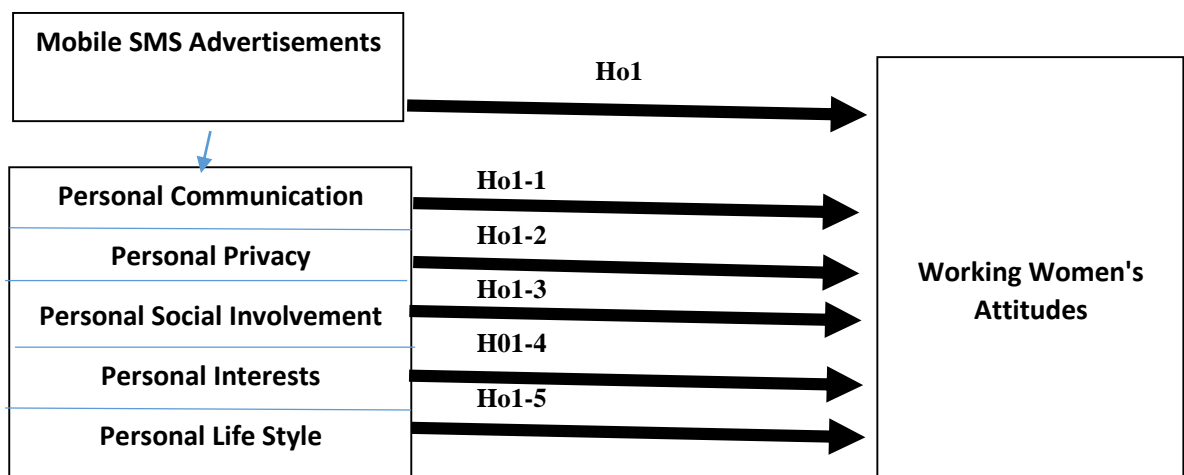 Mobile SMS Advertisements
Ho1
Ho1-1
Personal Communication
Ho1-2
Personal Privacy
Ho1-3
Personal Social Involvement
H01-4
Personal Interests
Ho1-5
Personal Life Style
Working Women's
Attitudes